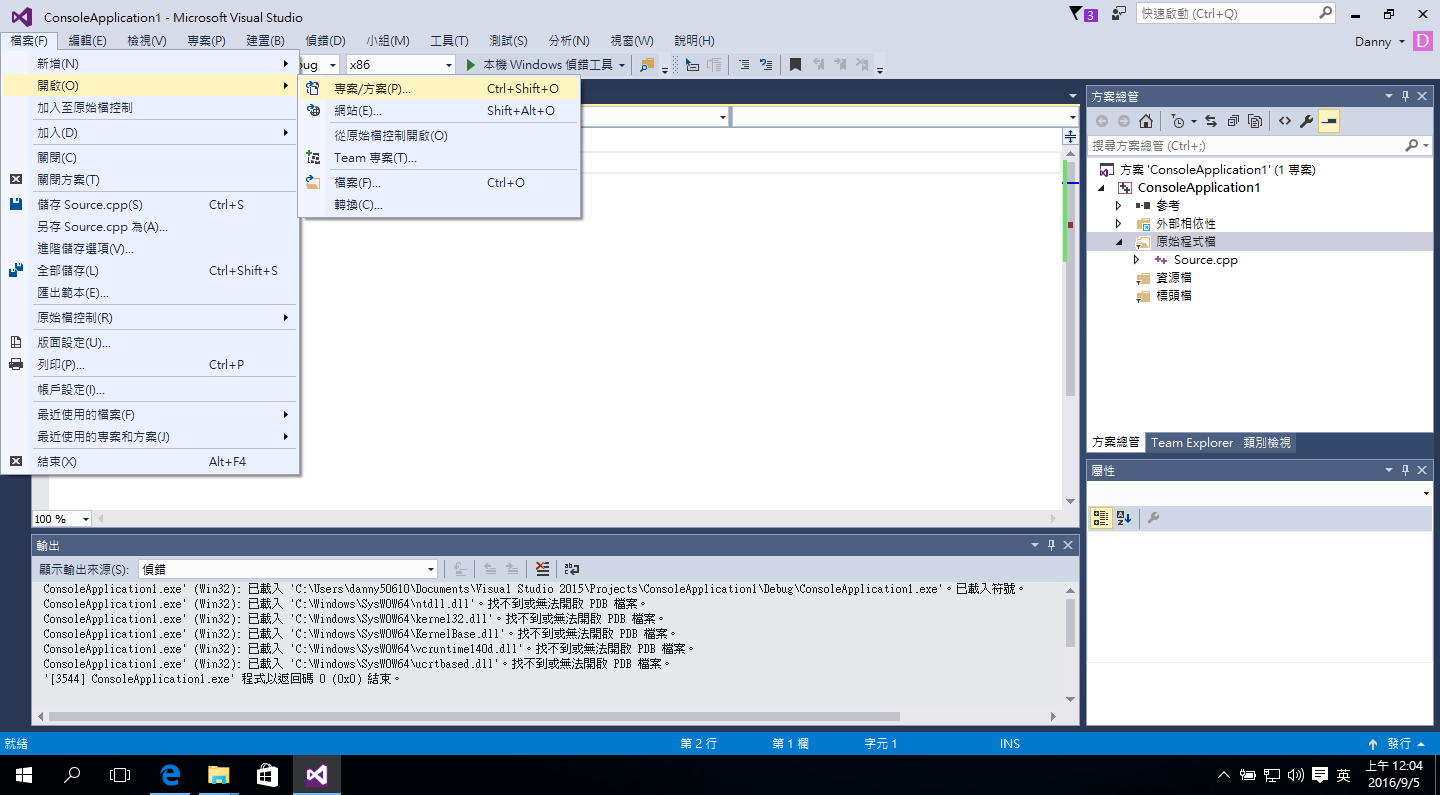 ConsoleApplication1 - Microsoft Visual Studio
3
快速啟動 (Ctrl+Q)
檔案(F) 編輯(E) 檢視(V) 專案(P) 建置(B) 偵錯(D) 小組(M) 工具(T) 測試(S) 分析(N) 視窗(W) 說明(H)
Danny D
bug x86 本機 Windows 偵錯工具
新增(N)
開啟(O)
加入至原始檔控制
加入(D)
關閉(C)
關閉方案(T)
儲存 Source.cpp(S) Ctrl+S
另存 Source.cpp 為(A)...
進階儲存選項(V)...
全部儲存(L) Ctrl+Shift+S
匯出範本(E)...
原始檔控制(R)
版面設定(U)...
列印(P)... Ctrl+P
帳戶設定(I)...
最近使用的檔案(F)
最近使用的專案和方案(J)
結束(X) Alt+F4
專案/方案(P)... Ctrl+Shift+O
網站(E)... Shift+Alt+O
從原始檔控制開啟(O)
Team 專案(T)...
檔案(F)... Ctrl+O
轉換(C)...
100 %
方案總管
搜尋方案總管 (Ctrl+;)
方案 'ConsoleApplication1' (1 專案)
ConsoleApplication1
參考
外部相依性
原始程式檔
Source.cpp
資源檔
標頭檔
方案總管 Team Explorer 類別檢視
屬性
輸出
顯示輸出來源(S): 偵錯
ConsoleApplication1.exe' (Win32): 已載入 'C:\Users\danny50610\Documents\Visual Studio 2015\Projects\ConsoleApplication1\Debug\ConsoleApplication1.exe'。已載入符號。
ConsoleApplication1.exe' (Win32): 已載入 'C:\Windows\SysWOW64\ntdll.dll'。找不到或無法開啟 PDB 檔案。
ConsoleApplication1.exe' (Win32): 已載入 'C:\Windows\SysWOW64\kernel32.dll'。找不到或無法開啟 PDB 檔案。
ConsoleApplication1.exe' (Win32): 已載入 'C:\Windows\SysWOW64\KernelBase.dll'。找不到或無法開啟 PDB 檔案。
ConsoleApplication1.exe' (Win32): 已載入 'C:\Windows\SysWOW64\vcruntime140d.dll'。找不到或無法開啟 PDB 檔案。
ConsoleApplication1.exe' (Win32): 已載入 'C:\Windows\SysWOW64\ucrtbased.dll'。找不到或無法開啟 PDB 檔案。
'[3544] ConsoleApplication1.exe' 程式以返回碼 0 (0x0) 結束。
就緒 第 2 行 第 1 欄 字元 1 INS 發行
英
上午 12:04
2016/9/5